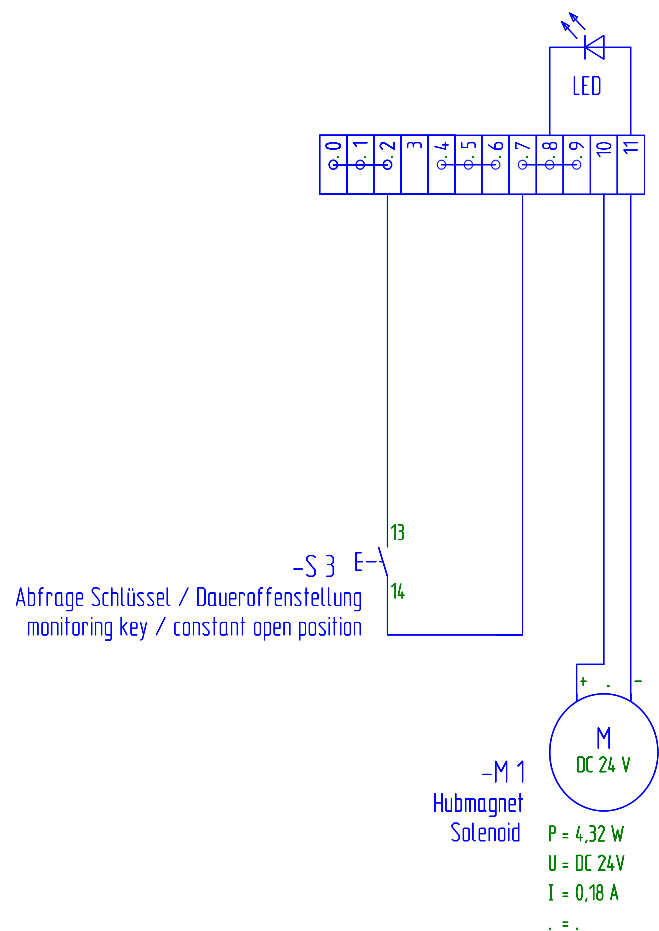 LED
.0 .1 .2 3 .4 .5 .6 .7 .8 .9 10 11
13
-S 3 E
14
Abfrage Schlüssel / Daueroffenstellung
monitoring key / constant open position
+ . -
M
DC 24 V
-M 1
Hubmagnet
Solenoid
P = 4,32 W
U = DC 24V
I = 0,18 A
. = .